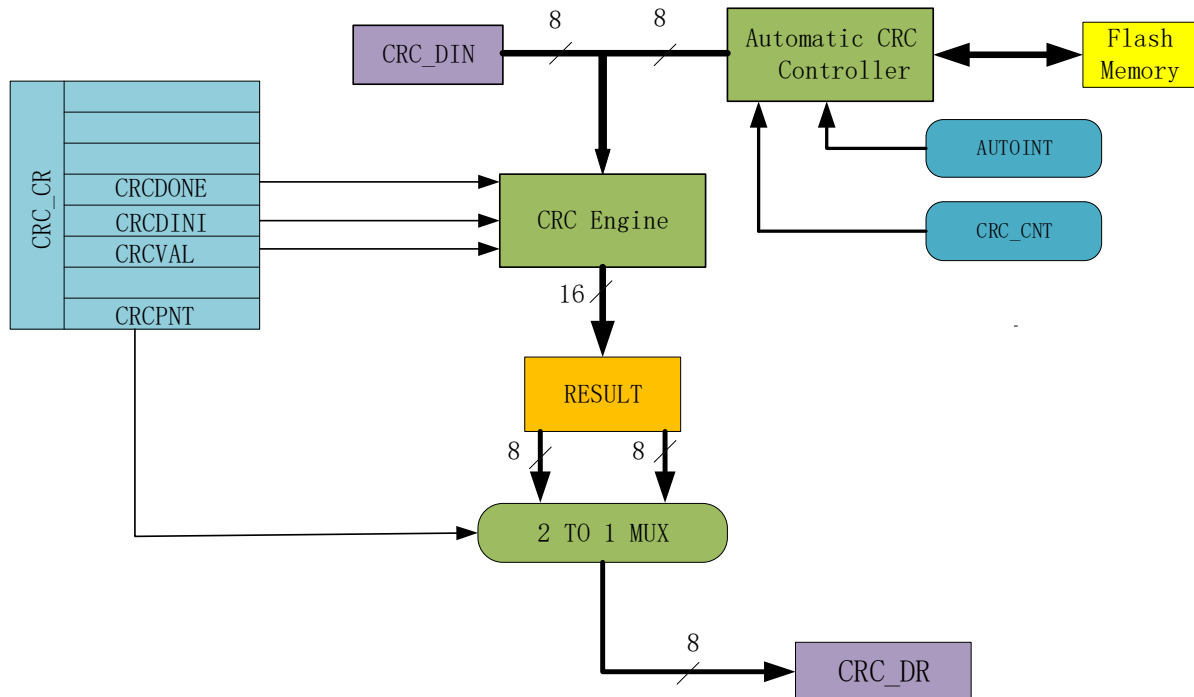 8
8
CRC_DIN
Automatic CRC
Controller
Flash
Memory
AUTOINT
CRC_CR
CRCDONE
CRCDINI
CRCVAL
CRCPNT
CRC Engine
CRC_CNT
16
RESULT
8
8
2 TO 1 MUX
8
CRC_DR